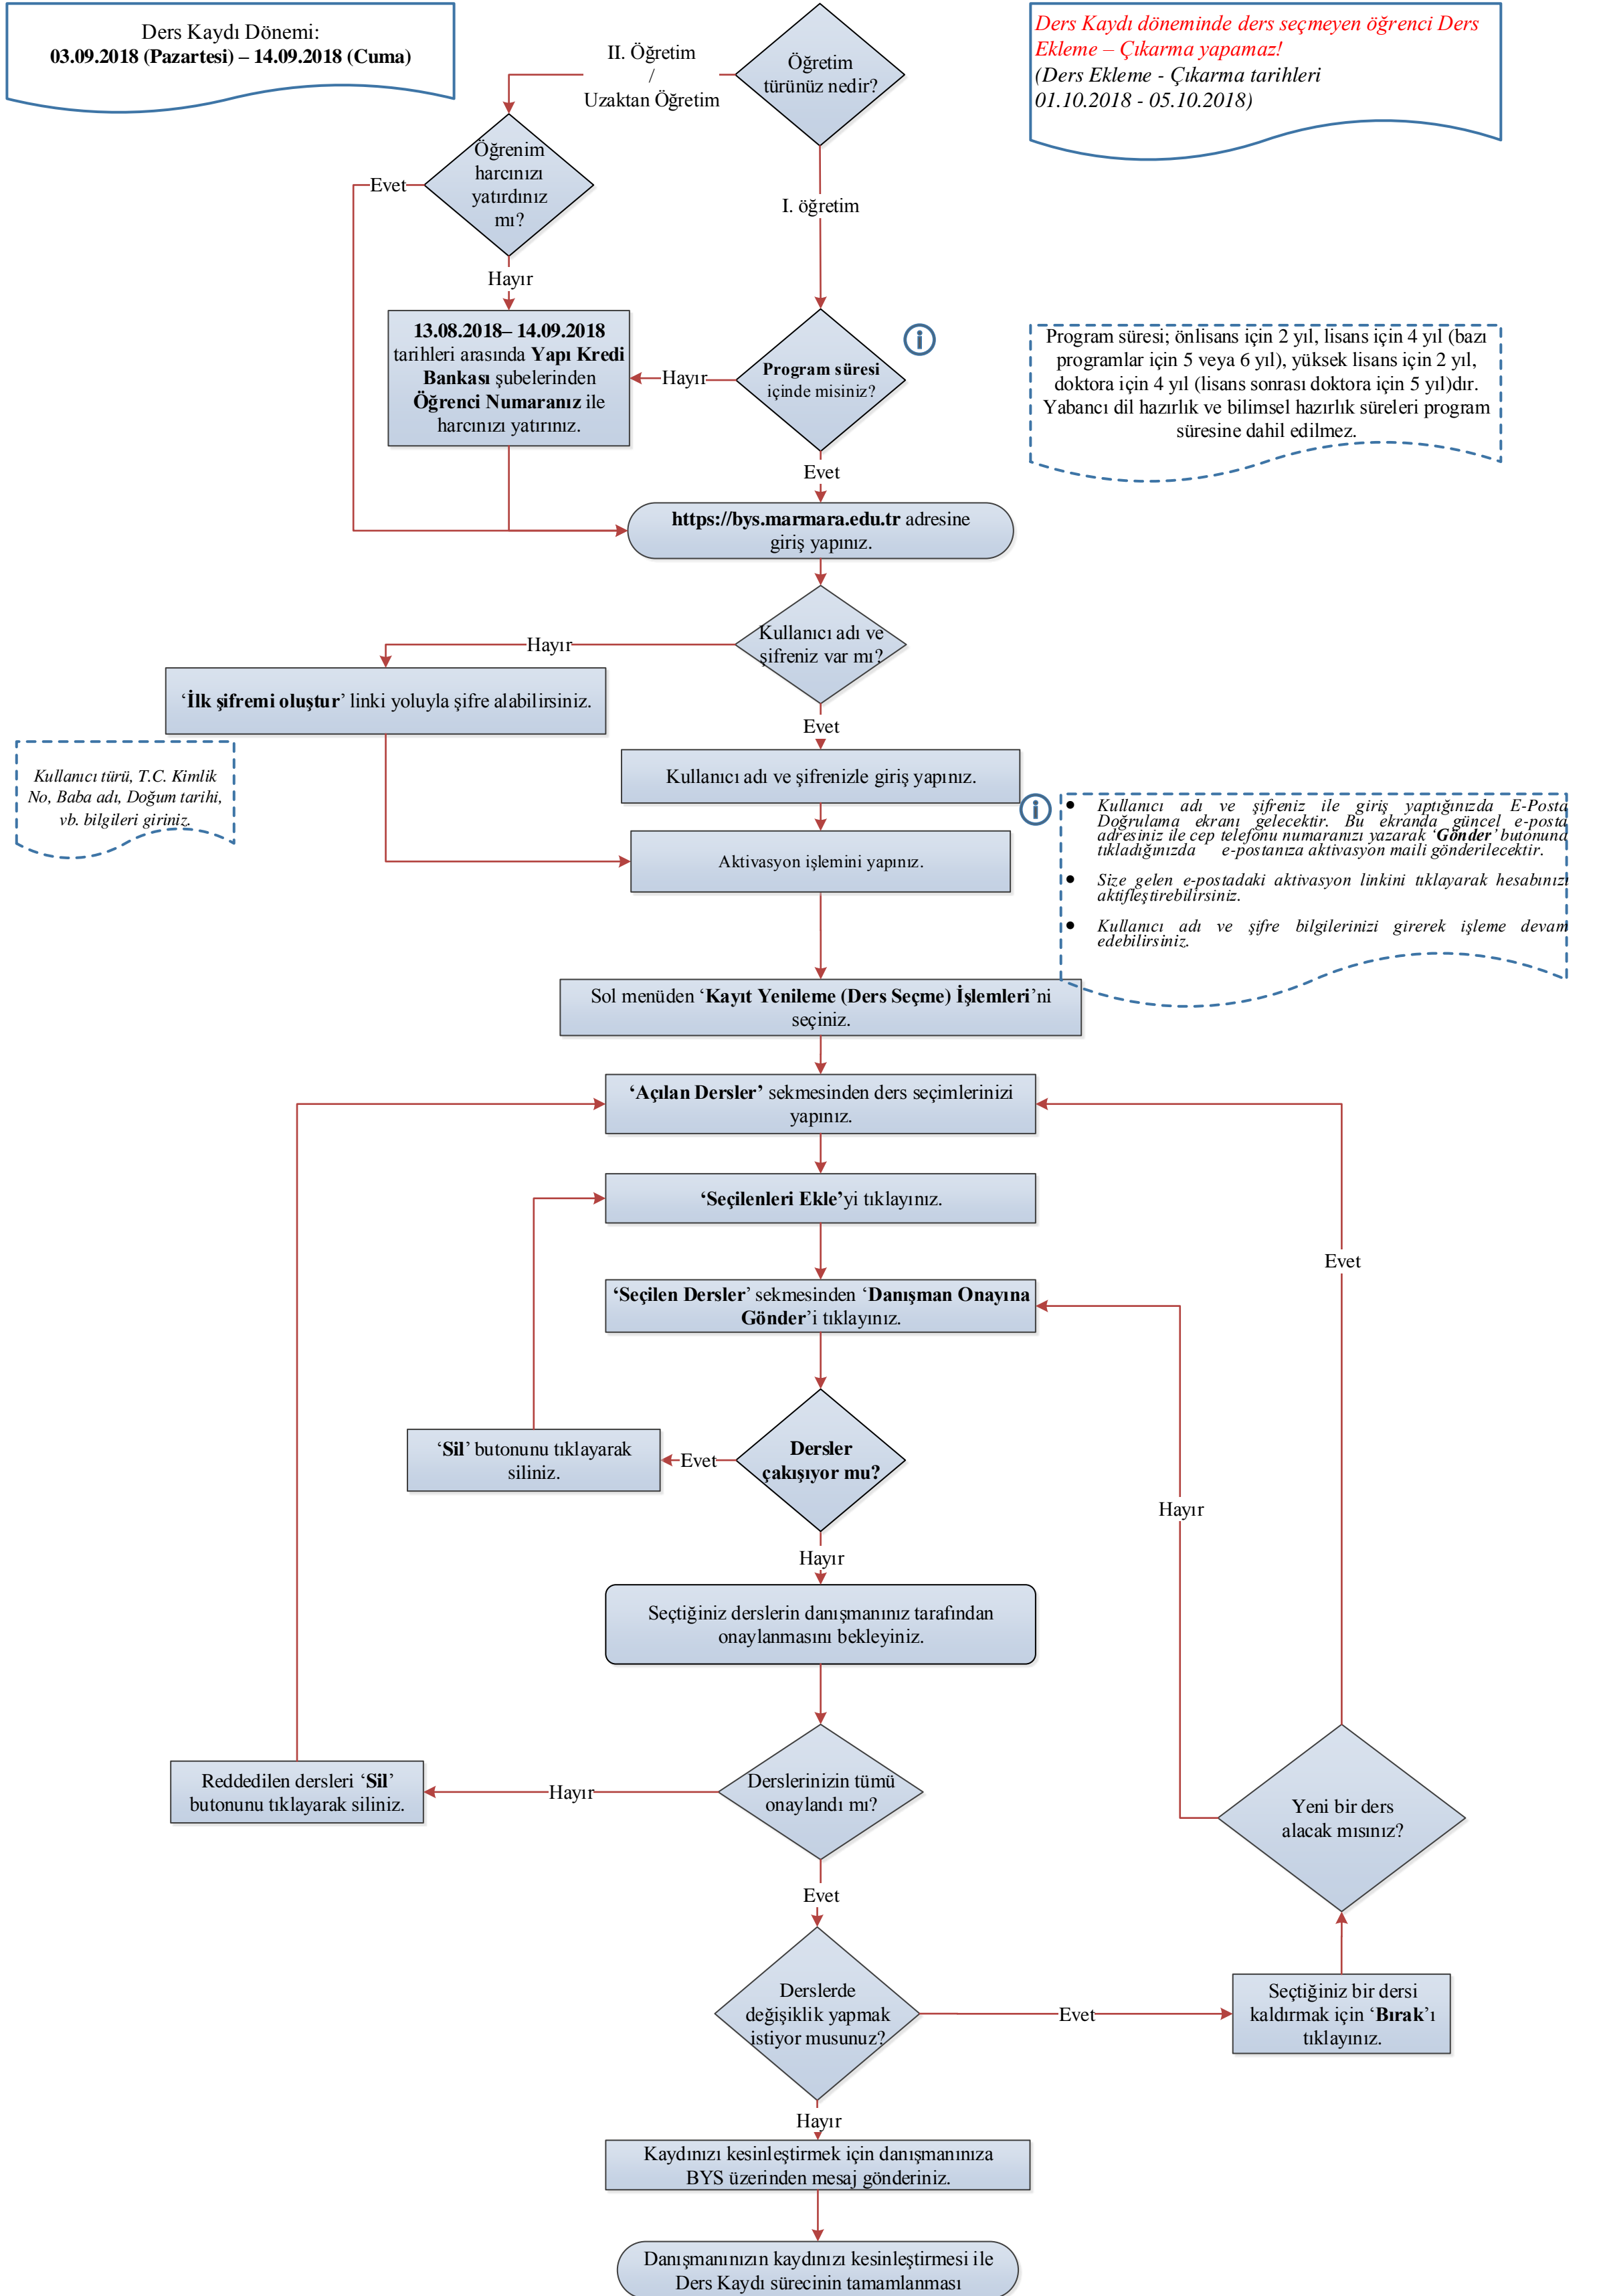 Ders Kaydı Dönemi:
03.09.2018 (Pazartesi) – 14.09.2018 (Cuma)
II. Öğretim
/
Uzaktan Öğretim
Öğretim
türünüz nedir?
Ders Kaydı döneminde ders seçmeyen öğrenci Ders
Ekleme – Çıkarma yapamaz!
(Ders Ekleme - Çıkarma tarihleri
01.10.2018 - 05.10.2018)
Öğrenim
harcınızı
yatırdınız
mı?
Evet
I. öğretim
Hayır
13.08.2018– 14.09.2018
tarihleri arasında Yapı Kredi
Bankası şubelerinden
Öğrenci Numaranız ile
harcınızı yatırınız.
Hayır
Program süresi
içinde misiniz?
Program süresi; önlisans için 2 yıl, lisans için 4 yıl (bazı
programlar için 5 veya 6 yıl), yüksek lisans için 2 yıl,
doktora için 4 yıl (lisans sonrası doktora için 5 yıl)dır.
Yabancı dil hazırlık ve bilimsel hazırlık süreleri program
süresine dahil edilmez.
Evet
https://bys.marmara.edu.tr adresine
giriş yapınız.
Kullanıcı adı ve
şifreniz var mı?
Hayır
‘İlk şifremi oluştur’ linki yoluyla şifre alabilirsiniz.
Evet
Kullanıcı türü, T.C. Kimlik
No, Baba adı, Doğum tarihi,
vb. bilgileri giriniz.
Kullanıcı adı ve şifrenizle giriş yapınız.
Aktivasyon işlemini yapınız.
● Kullanıcı adı ve şifreniz ile giriş yaptığınızda E-Posta
Doğrulama ekranı gelecektir. Bu ekranda güncel e-posta
adresiniz ile cep telefonu numaranızı yazarak ‘Gönder’ butonuna
tıkladığınızda e-postanıza aktivasyon maili gönderilecektir.
● Size gelen e-postadaki aktivasyon linkini tıklayarak hesabınızı
aktifleştirebilirsiniz.
● Kullanıcı adı ve şifre bilgilerinizi girerek işleme devam
edebilirsiniz.
Sol menüden ‘Kayıt Yenileme (Ders Seçme) İşlemleri’ni
seçiniz.
‘Açılan Dersler’ sekmesinden ders seçimlerinizi
yapınız.
‘Seçilenleri Ekle’yi tıklayınız.
Evet
‘Seçilen Dersler’ sekmesinden ‘Danışman Onayına
Gönder’i tıklayınız.
‘Sil’ butonunu tıklayarak
siliniz.
Evet
Dersler
çakışıyor mu?
Hayır
Hayır
Seçtiğiniz derslerin danışmanınız tarafından
onaylanmasını bekleyiniz.
Reddedilen dersleri ‘Sil’
butonunu tıklayarak siliniz.
Hayır
Derslerinizin tümü
onaylandı mı?
Yeni bir ders
alacak mısınız?
Evet
Derslerde
değişiklik yapmak
istiyor musunuz?
Evet
Seçtiğiniz bir dersi
kaldırmak için ‘Bırak’ı
tıklayınız.
Hayır
Kaydınızı kesinleştirmek için danışmanınıza
BYS üzerinden mesaj gönderiniz.
Danışmanınızın kaydınızı kesinleştirmesi ile
Ders Kaydı sürecinin tamamlanması